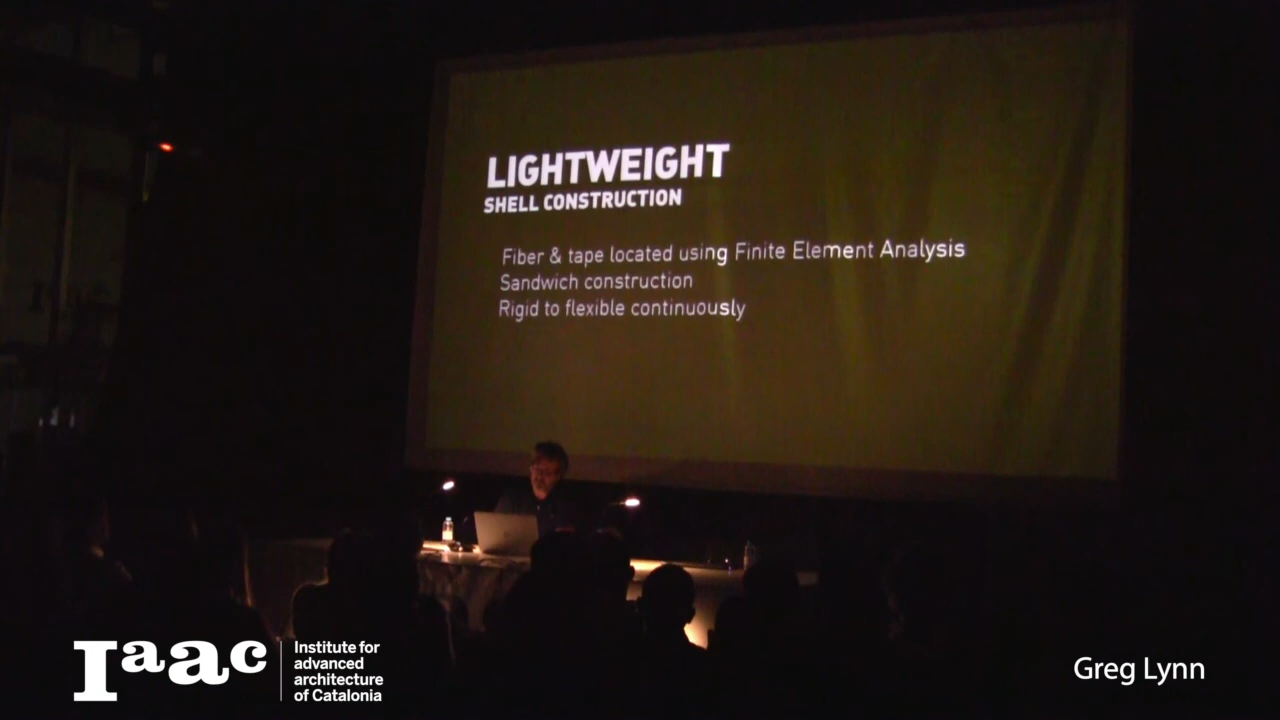 LIGHTWEIGHT
SHELL CONSTRUCTION
Fiber & tape located using Finite Element Analysis
Sandwich construction
Rigid to flexible continuously
Iaac
Institute for
advanced
architecture
of Catalonia
Greg Lynn